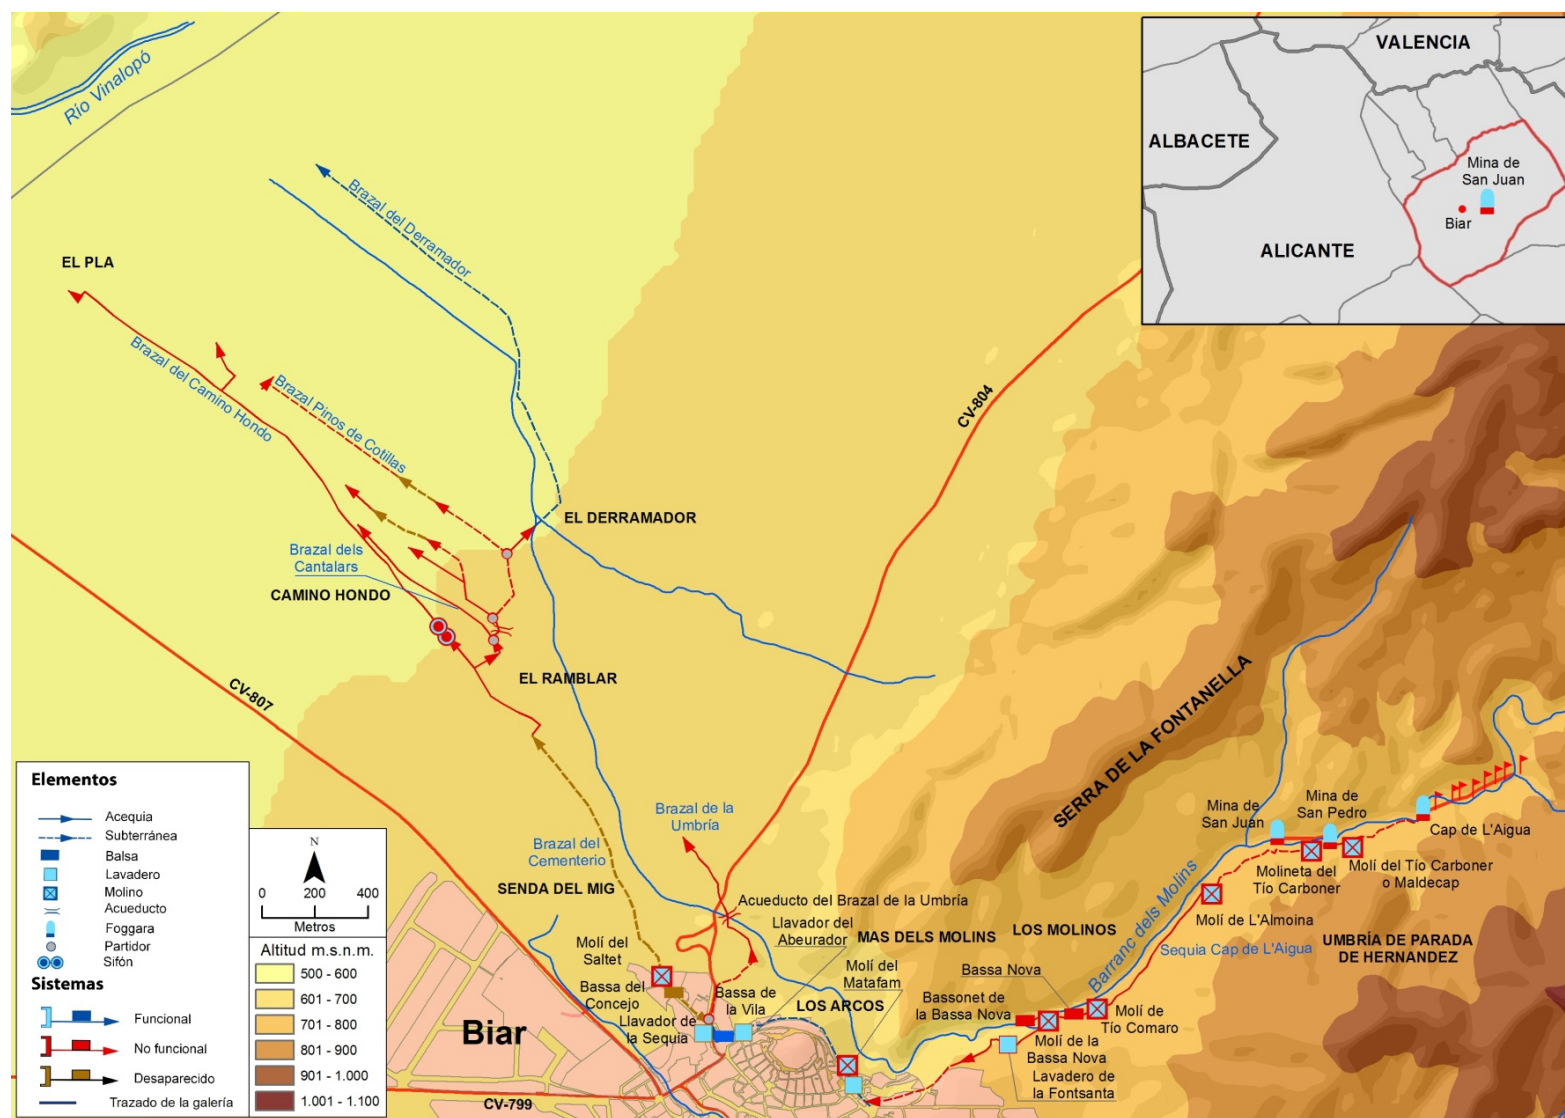 Río Vinalopó
VALENCIA
ALBACETE
Mina de
San Juan
Biar
ALICANTE
Brazal del Derramador
EL PLA
Brazal del Camino Hondo
Brazal Pinos de Cotillas
CV-804
EL DERRAMADOR
Brazal dels
Cantalars
CAMINO HONDO
EL RAMBLAR
CV-807
SERRA DE LA FONTANELLA
Elementos
Acequia
Subterránea
Balsa
Lavadero
Molino
Acueducto
Foggara
Partidor
Sifón
Sistemas
Funcional
No funcional
Desaparecido
Trazado de la galería
N
0 200 400
Metros
Altitud m.s.n.m.
500 - 600
601 - 700
701 - 800
801 - 900
901 - 1.000
1.001 - 1.100
Brazal de la
Umbría
Brazal del
Cementerio
SENDA DEL MIG
Acueducto del Brazal de la Umbría
Llavador del
Abeurador
MAS DELS MOLINS
LOS MOLINOS
Molí del
Saltet
Bassa del
Concejo
Bassa de
la Vila
Llavador de
la Sequia
LOS ARCOS
Molí del
Matafam
Biar
CV-799
Bassa Nova
Bassonet de
la Bassa Nova
Molí de
Tío Comaro
Molí de la
Bassa Nova
Lavadero de
la Fontsanta
Barranc dels Molins
Sequia Cap de L'Aigua
Mina de
San Juan
Mina de
San Pedro
Cap de L'Aigua
Molineta del
Tío Carboner
Molí del Tío Carboner
o Maldecap
Molí de L'Almoina
UMBRÍA DE PARADA
DE HERNANDEZ